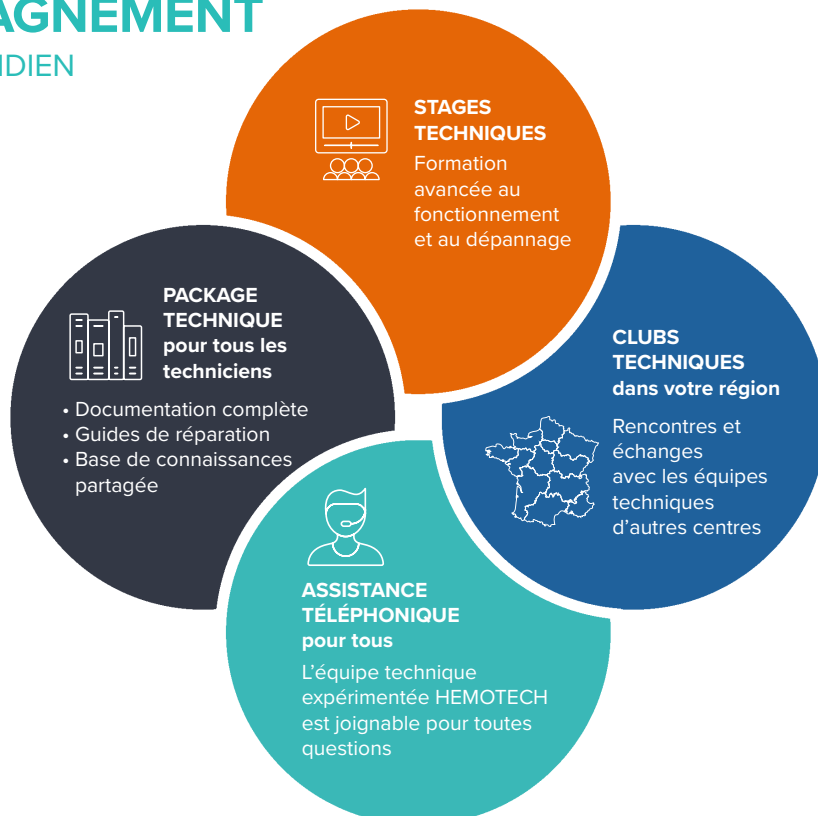 AGNEMENT
IDIEN
STAGES
TECHNIQUES
Formation
avancée au
fonctionnement
et au dépannage
PACKAGE
TECHNIQUE
pour tous les
techniciens
• Documentation complète
• Guides de réparation
• Base de connaissances
partagée
CLUBS
TECHNIQUES
dans votre région
Rencontres et
échanges
avec les équipes
techniques
d’autres centres
ASSISTANCE
TÉLÉPHONIQUE
pour tous
L’équipe technique
expérimentée HEMOTECH
est joignable pour toutes
questions